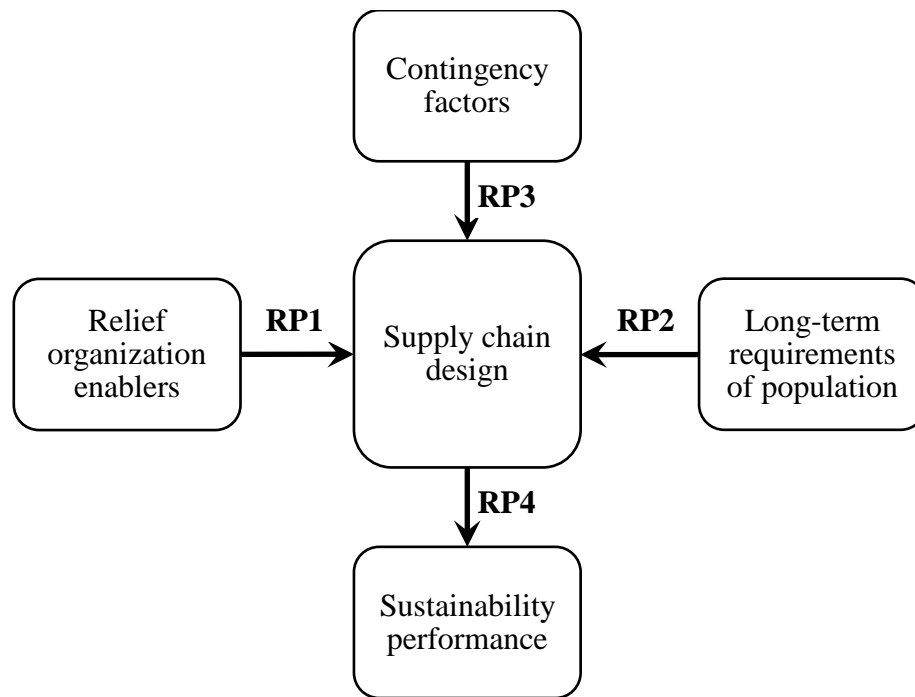 Contingency
factors
RP3
Relief
organization
enablers
RP1
Supply chain
design
RP2
Long-term
requirements
of population
RP4
Sustainability
performance